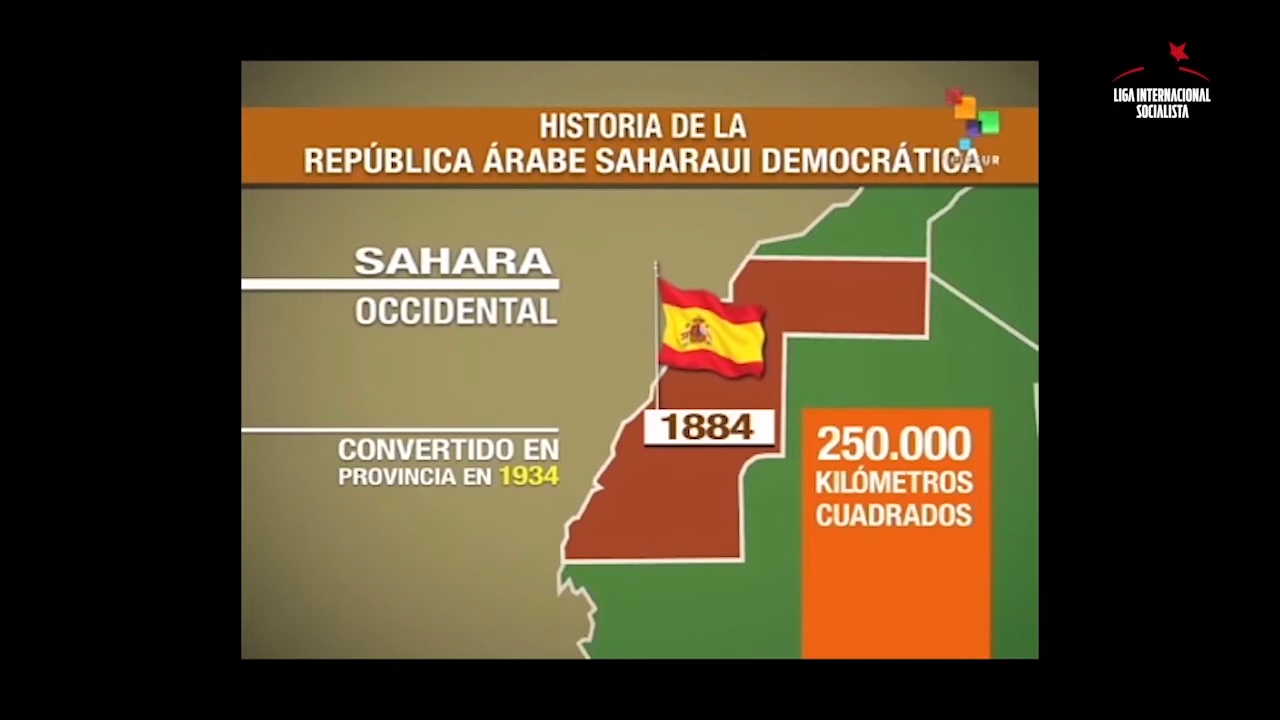 HISTORIA DE LA
REPÚBLICA ÁRABE SAHARAUI DEMOCRÁTICA
SAHARA
OCCIDENTAL
1884
CONVERTIDO EN
PROVINCIA EN 1934
250.000
KILÓMETROS
CUADRADOS
LIGA INTERNACIONAL
SOCIALISTA